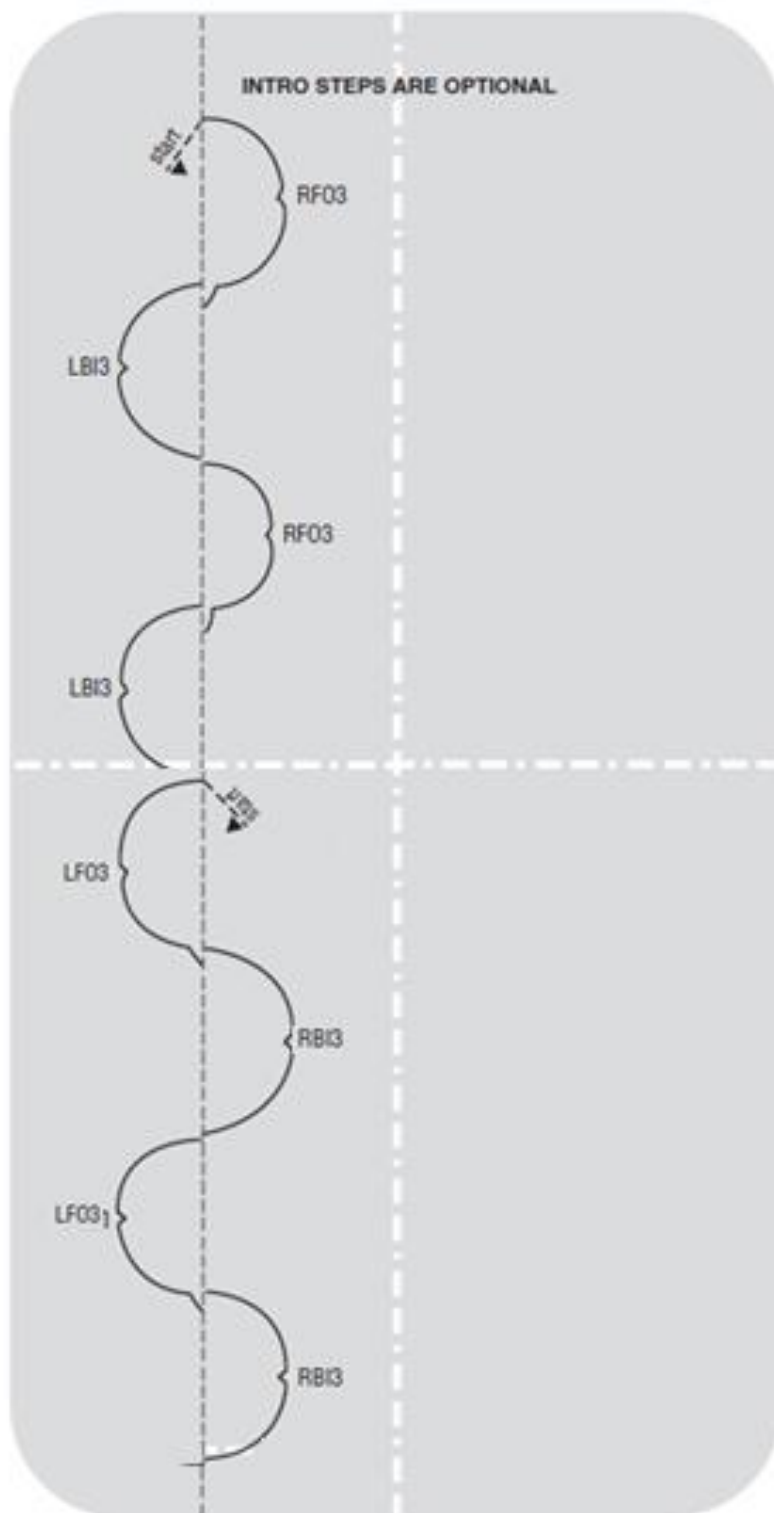 INTRO STEPS ARE OPTIONAL
start
RFO3
LBI3
RFO3
LBI3
start
LFO3
RBI3
LFO3
RBI3